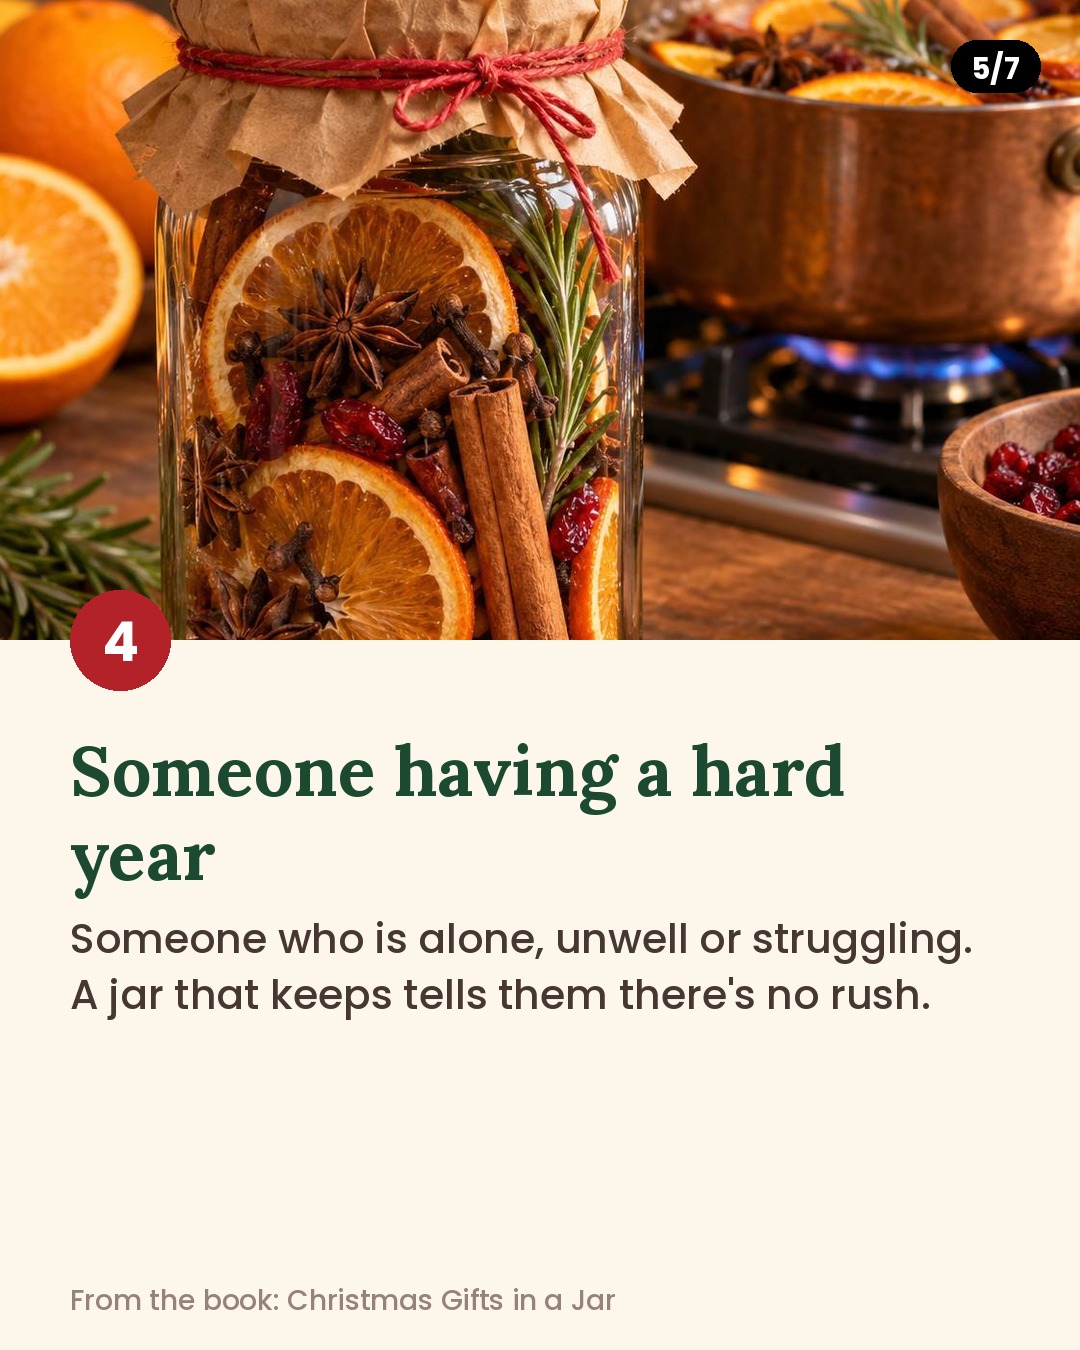 5/7
4
Someone having a hard
year
Someone who is alone, unwell or struggling.
A jar that keeps tells them there's no rush.
From the book: Christmas Gifts in a Jar